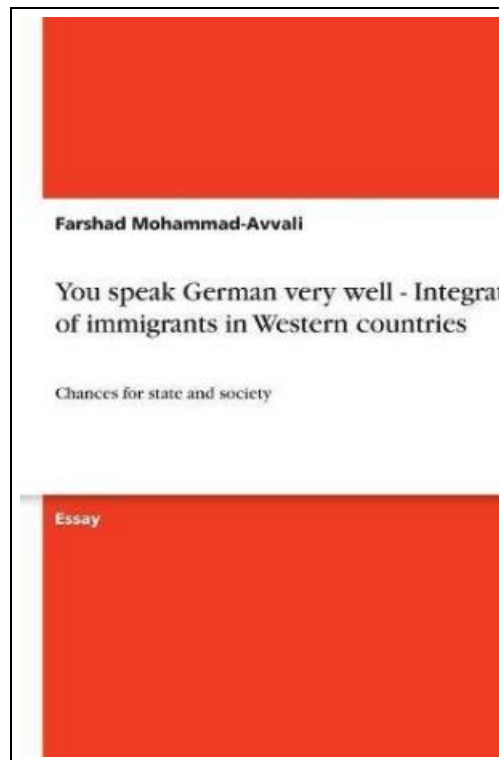 Farshad Mohammad-Avvali
You speak German very well - Integrat
of immigrants in Western countries
Chances for state and society
Essay